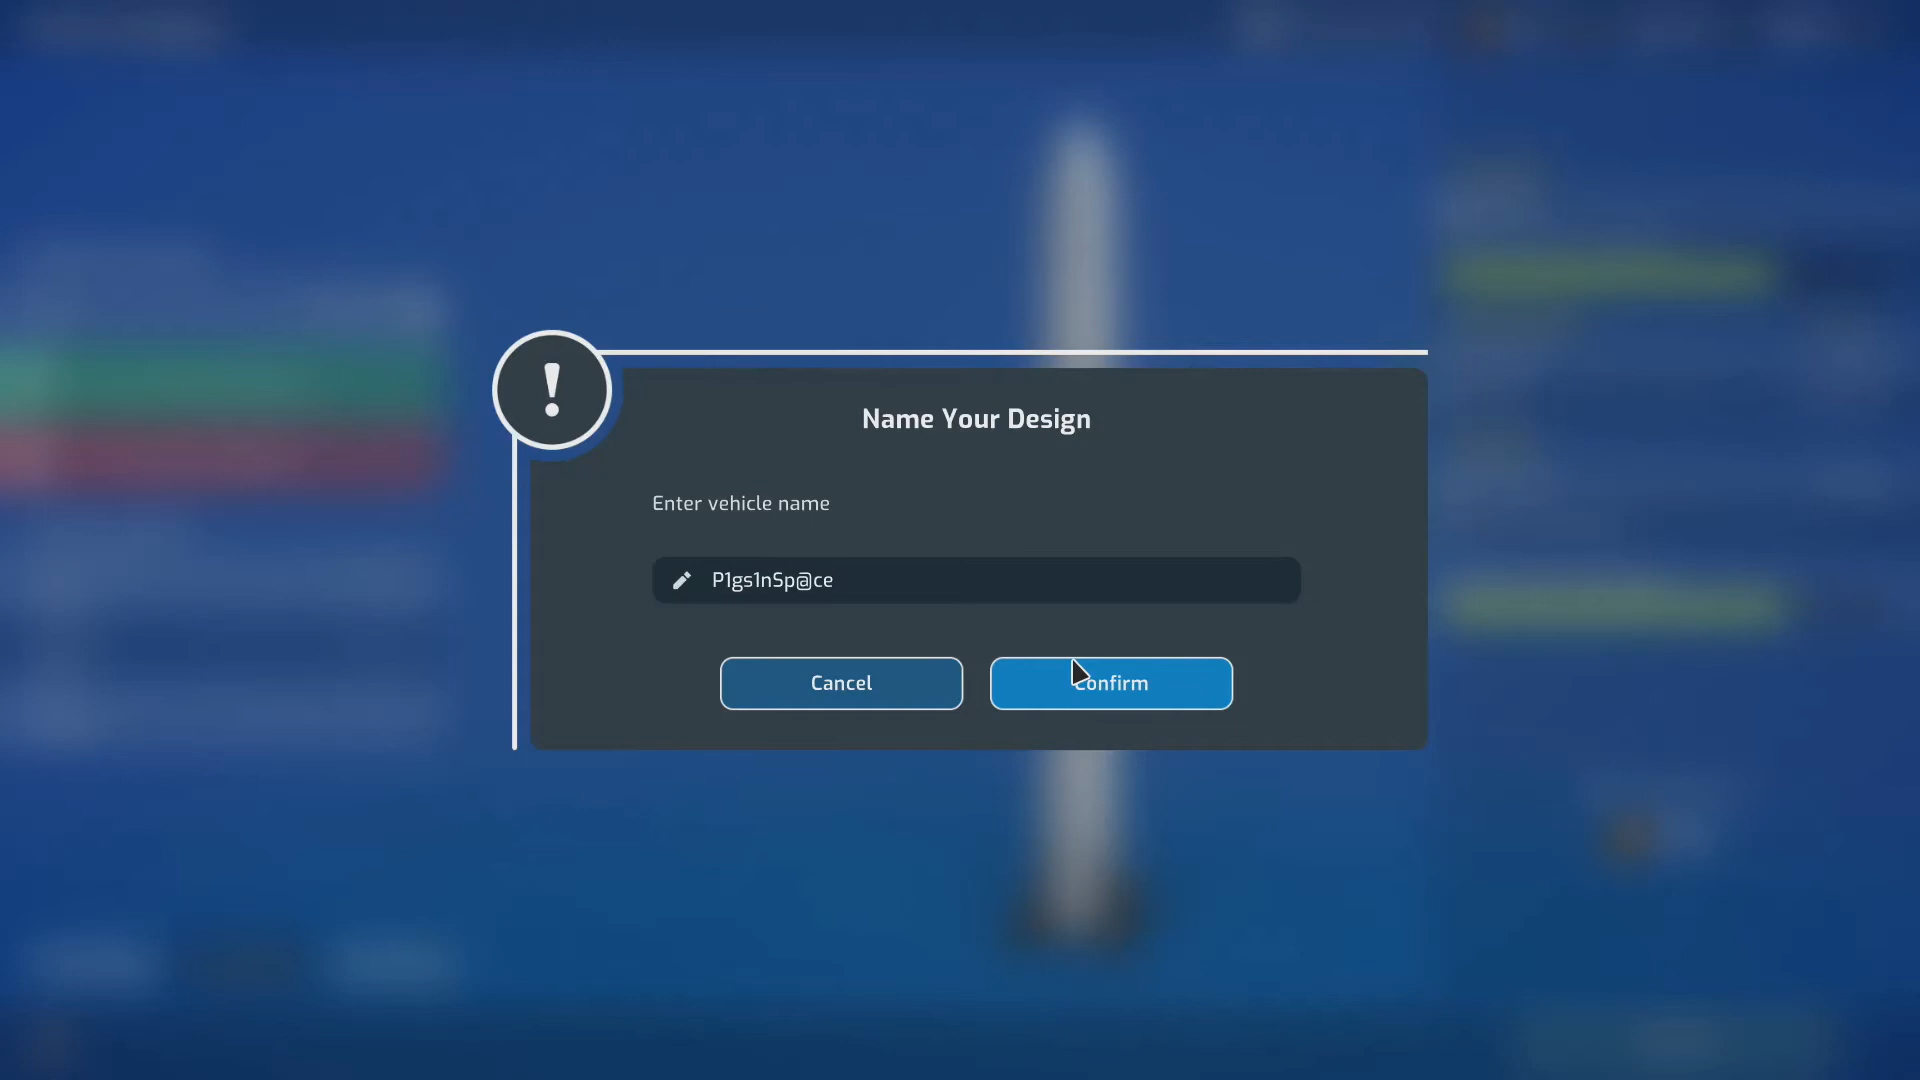 !
Name Your Design
Enter vehicle name
P1gs1nSp@ce
Cancel
Confirm